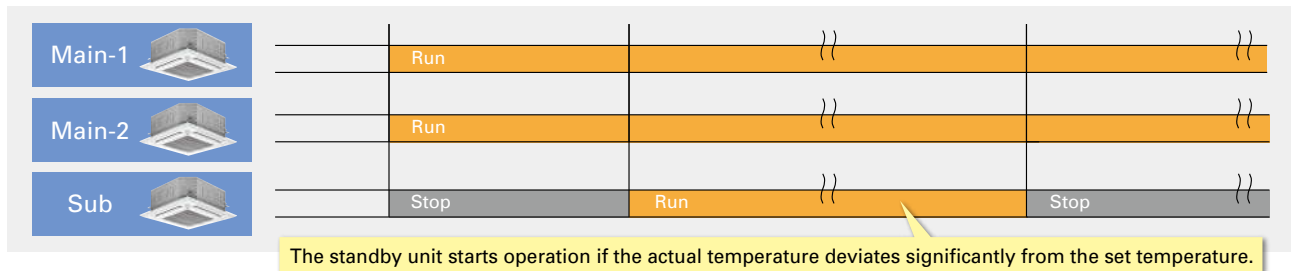 Main-1
Run
Main-2
Run
Sub
Stop
Run
Stop
The standby unit starts operation if the actual temperature deviates significantly from the set temperature.